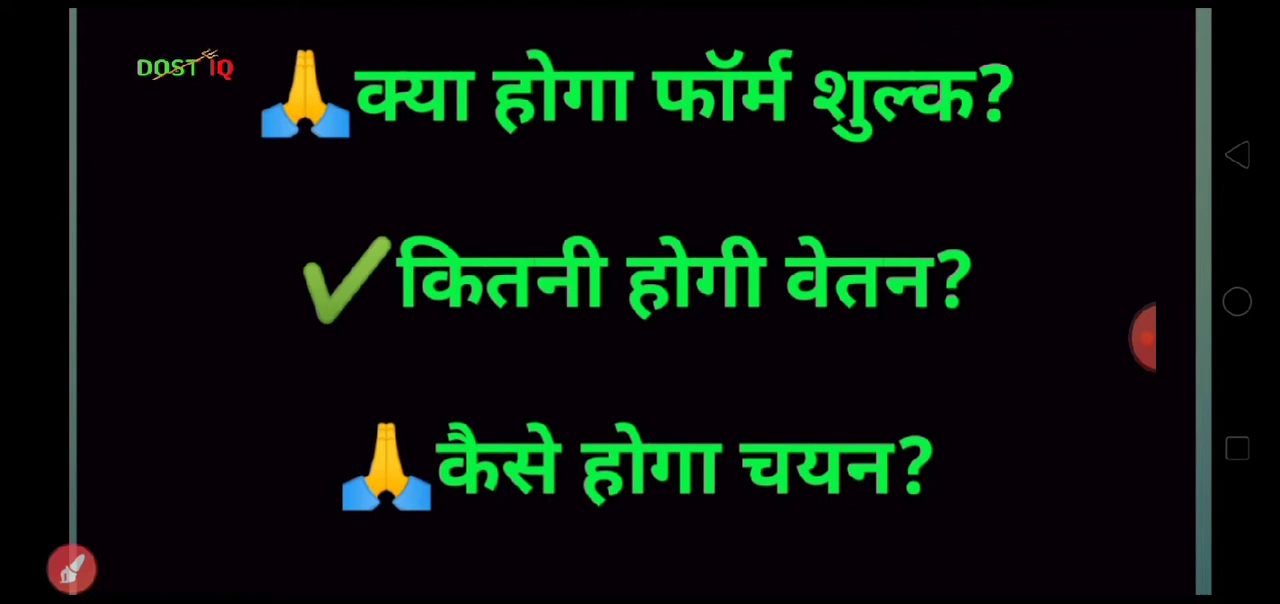 DOST IQ
🙏क्या होगा फॉर्म शुल्क?
✔कितनी होगी वेतन?
🙏कैसे होगा चयन?